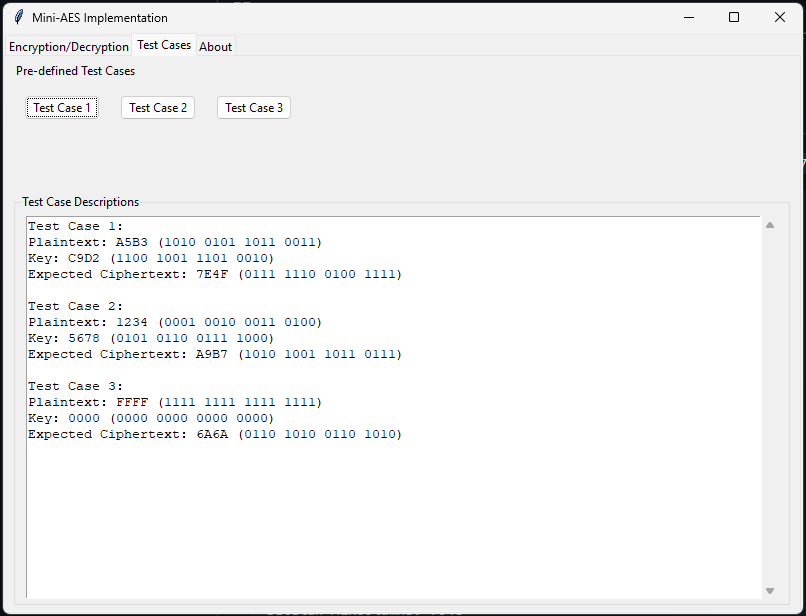 Mini-AES Implementation
Encryption/Decryption Test Cases About
Pre-defined Test Cases
Test Case 1 Test Case 2 Test Case 3
Test Case Descriptions
Test Case 1:
Plaintext: A5B3 (1010 0101 1011 0011)
Key: C9D2 (1100 1001 1101 0010)
Expected Ciphertext: 7E4F (0111 1110 0100 1111)
Test Case 2:
Plaintext: 1234 (0001 0010 0011 0100)
Key: 5678 (0101 0110 0111 1000)
Expected Ciphertext: A9B7 (1010 1001 1011 0111)
Test Case 3:
Plaintext: FFFF (1111 1111 1111 1111)
Key: 0000 (0000 0000 0000 0000)
Expected Ciphertext: 6A6A (0110 1010 0110 1010)